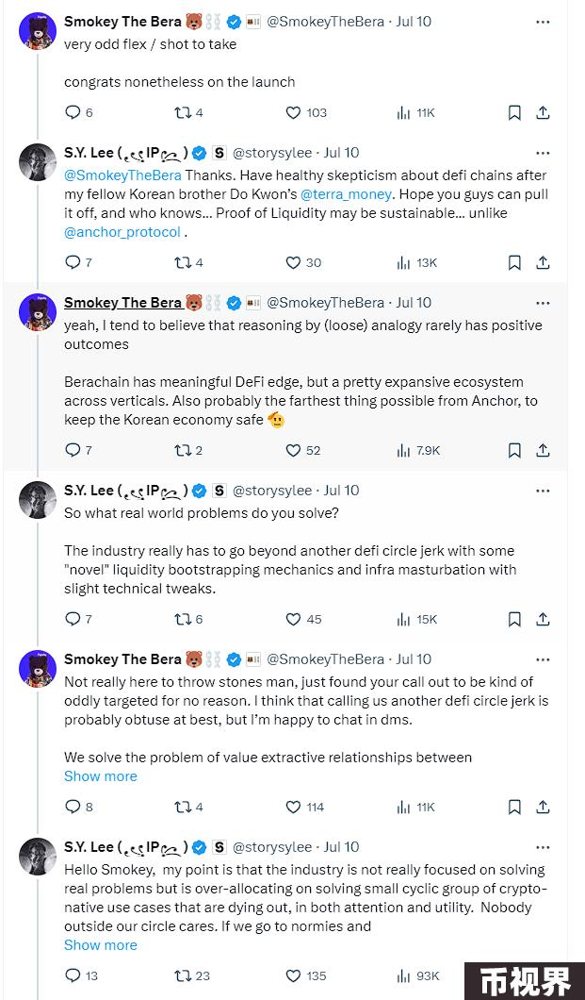 Smokey The Bera 🐻⛓️ @SmokeyTheBera · Jul 10
very odd flex / shot to take
congrats nonetheless on the launch
6 4 103 11K
S.Y. Lee ( IP ) S @storysylee · Jul 10
@SmokeyTheBera Thanks. Have healthy skepticism about defi chains after
my fellow Korean brother Do Kwon's @terra_money. Hope you guys can pull
it off, and who knows... Proof of Liquidity may be sustainable... unlike
@anchor_protocol .
7 4 30 13K
Smokey The Bera 🐻⛓️ @SmokeyTheBera · Jul 10
yeah, I tend to believe that reasoning by (loose) analogy rarely has positive
outcomes
Berachain has meaningful DeFi edge, but a pretty expansive ecosystem
across verticals. Also probably the farthest thing possible from Anchor, to
keep the Korean economy safe 🫡
7 2 52 7.9K
S.Y. Lee ( IP ) S @storysylee · Jul 10
So what real world problems do you solve?
The industry really has to go beyond another defi circle jerk with some
"novel" liquidity bootstrapping mechanics and infra masturbation with
slight technical tweaks.
7 6 45 15K
Smokey The Bera 🐻⛓️ @SmokeyTheBera · Jul 10
Not really here to throw stones man, just found your call out to be kind of
oddly targeted for no reason. I think that calling us another defi circle jerk is
probably obtuse at best, but I'm happy to chat in dms.
We solve the problem of value extractive relationships between
Show more
8 4 114 11K
S.Y. Lee ( IP ) S @storysylee · Jul 10
Hello Smokey,  my point is that the industry is not really focused on solving
real problems but is over-allocating on solving small cyclic group of crypto-
native use cases that are dying out, in both attention and utility.  Nobody
outside our circle cares. If we go to normies and
Show more
13 23 135 93K
币视界